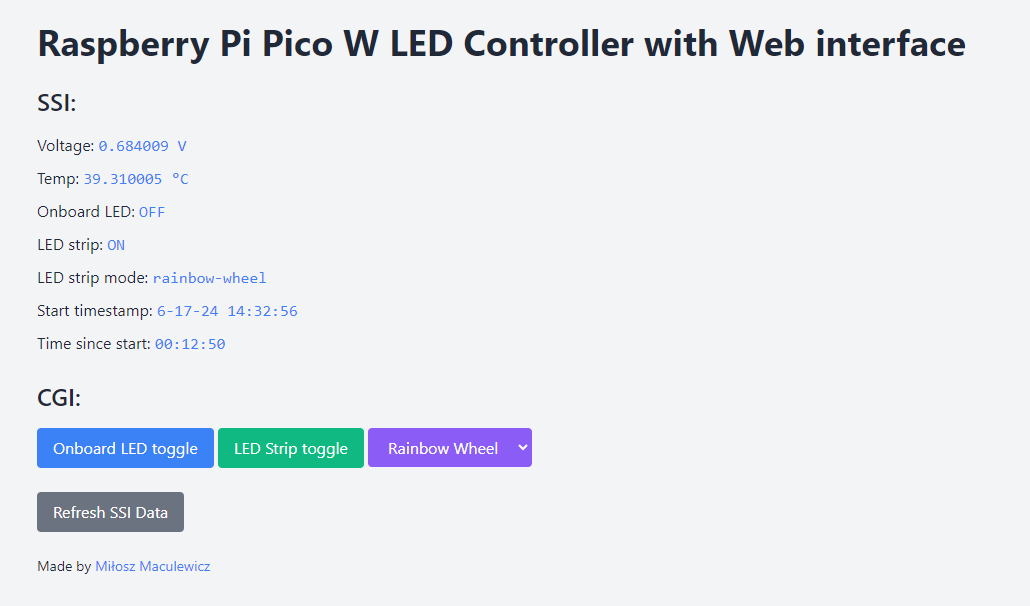 Raspberry Pi Pico W LED Controller with Web interface
SSI:
Voltage: 0.684009 V
Temp: 39.310005 °C
Onboard LED: OFF
LED strip: ON
LED strip mode: rainbow-wheel
Start timestamp: 6-17-24 14:32:56
Time since start: 00:12:50
CGI:
Onboard LED toggle LED Strip toggle Rainbow Wheel
Refresh SSI Data
Made by Miłosz Maculewicz